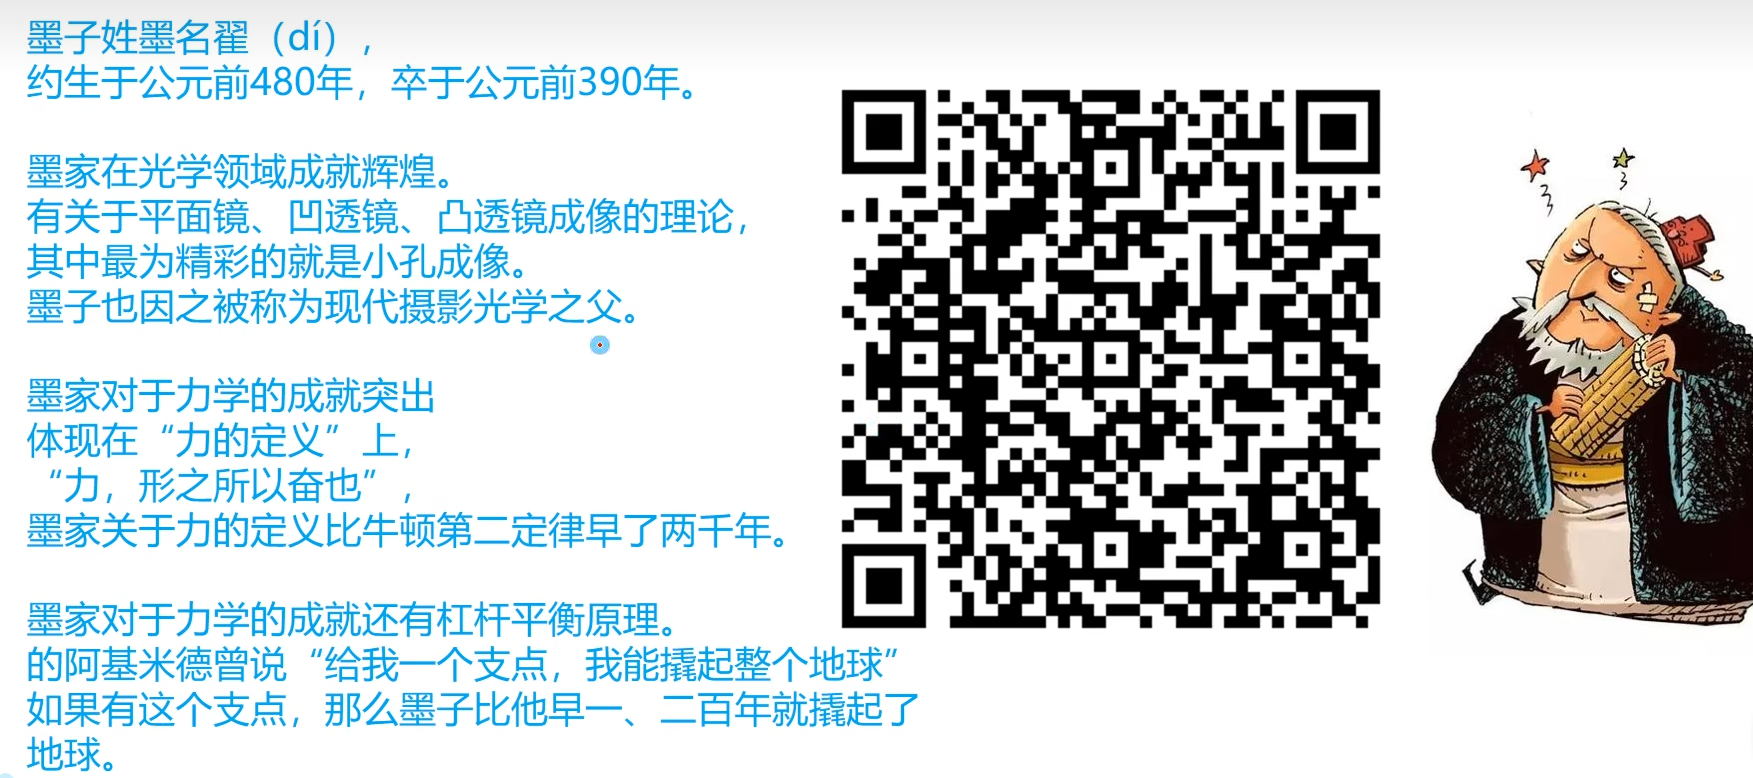 墨子姓墨名翟（dí），
约生于公元前480年，卒于公元前390年。
墨家在光学领域成就辉煌。
有关于平面镜、凹透镜、凸透镜成像的理论，
其中最为精彩的就是小孔成像。
墨子也因之被称为现代摄影光学之父。
墨家对于力学的成就突出
体现在“力的定义”上，
“力，形之所以奋也”，
墨家关于力的定义比牛顿第二定律早了两千年。
墨家对于力学的成就还有杠杆平衡原理。
的阿基米德曾说“给我一个支点，我能撬起整个地球”
如果有这个支点，那么墨子比他早一、二百年就撬起了
地球。